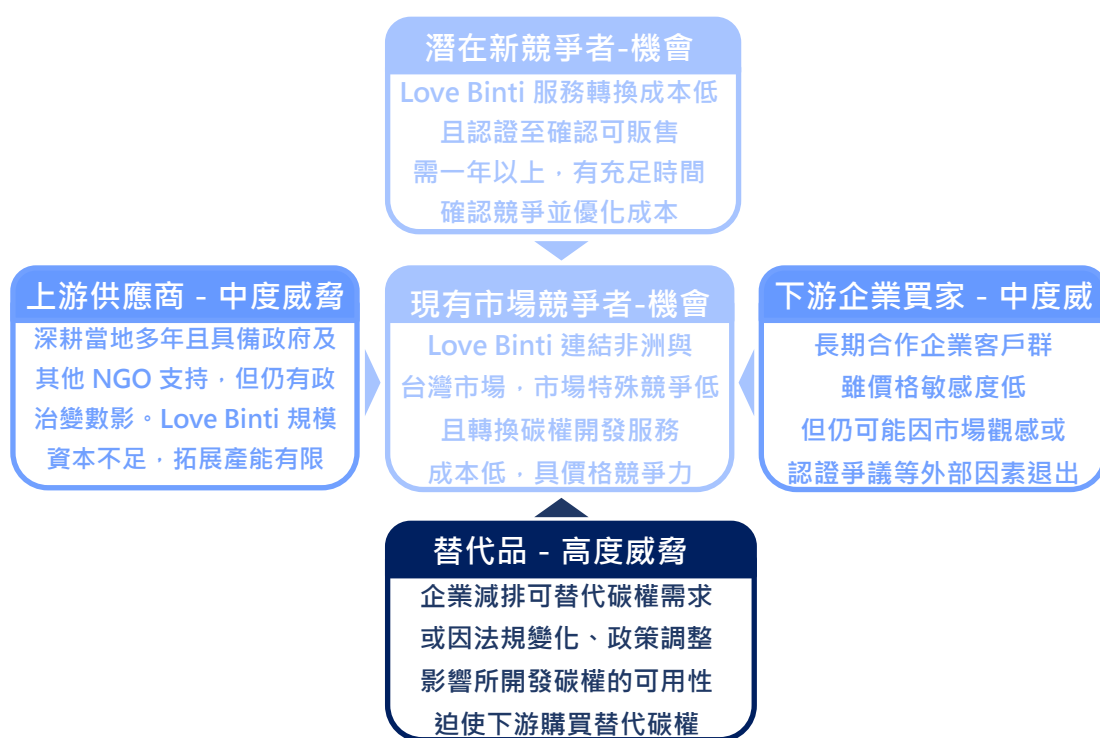 潛在新競爭者-機會
Love Binti 服務轉換成本低
且認證至確認可販售
需一年以上，有充足時間
確認競爭並優化成本
上游供應商 - 中度威脅
深耕當地多年且具備政府及
其他 NGO 支持，但仍有政
治變數影。Love Binti 規模
資本不足，拓展產能有限
現有市場競爭者-機會
Love Binti 連結非洲與
台灣市場，市場特殊競爭低
且轉換碳權開發服務
成本低，具價格競爭力
下游企業買家 - 中度威
長期合作企業客戶群
雖價格敏感度低
但仍可能因市場觀感或
認證爭議等外部因素退出
替代品 - 高度威脅
企業減排可替代碳權需求
或因法規變化、政策調整
影響所開發碳權的可用性
迫使下游購買替代碳權